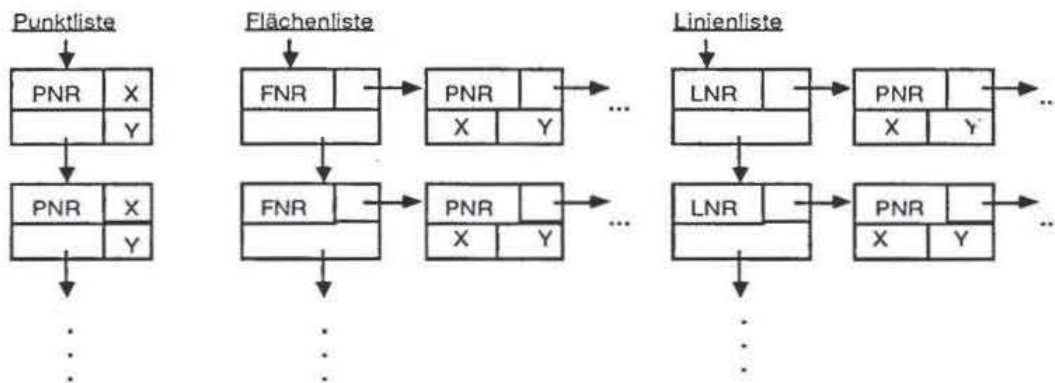 Punktliste Flächenliste Linienliste
PNR X FNR PNR ... LNR PNR ..
Y X Y X Y
PNR X FNR PNR ... LNR PNR ..
Y X Y X Y